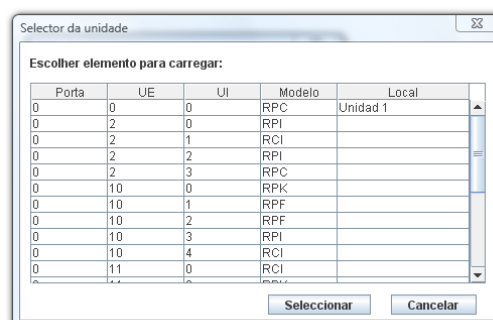 Selector da unidade
Escolher elemento para carregar:
Porta UE UI Modelo Local
0 0 0 RPC Unidad 1
0 2 0 RPI
0 2 1 RCI
0 2 2 RPI
0 2 3 RPC
0 10 0 RPK
0 10 1 RPF
0 10 2 RPF
0 10 3 RPI
0 10 4 RCI
0 11 0 RCI
Seleccionar Cancelar